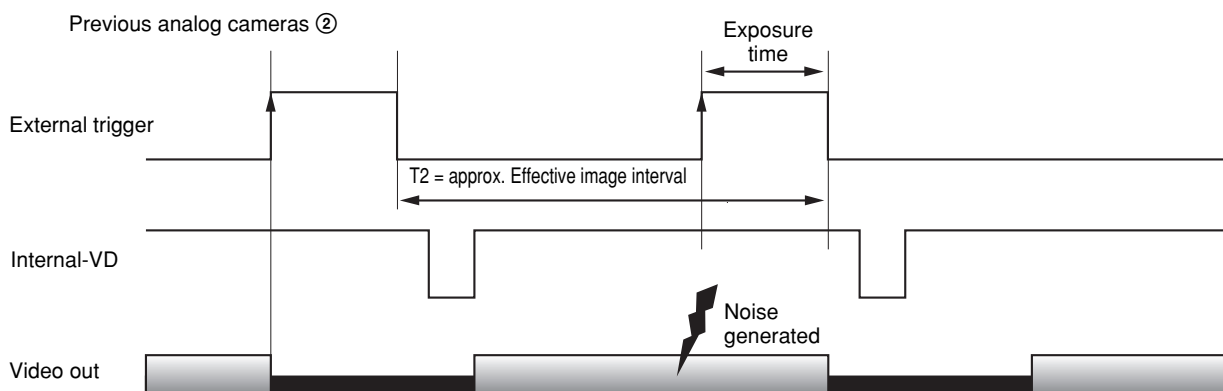 Previous analog cameras ②
Exposure
time
External trigger
T2 = approx. Effective image interval
Internal-VD
Noise
generated
Video out